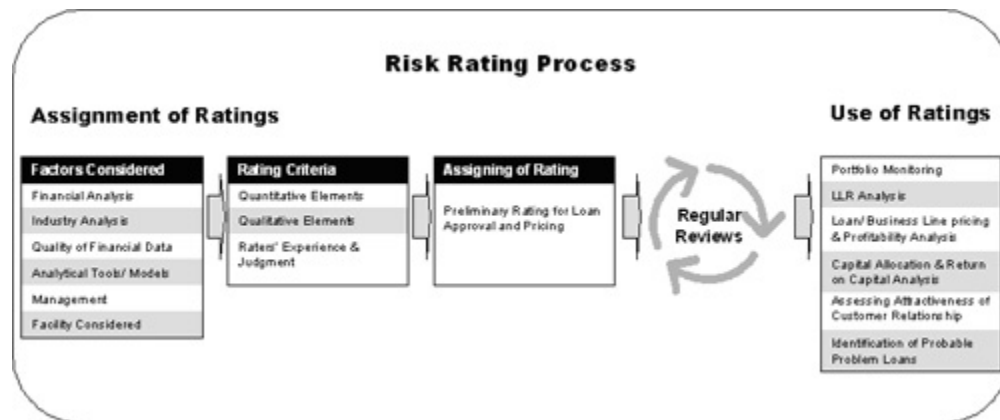 Risk Rating Process
Assignment of Ratings
Use of Ratings
Factors Considered
Financial Analysis
Industry Analysis
Quality of Financial Data
Analytical Tools/ Models
Management
Facility Considered
Rating Criteria
Quantitative Elements
Qualitative Elements
Raters' Experience &
Judgment
Assigning of Rating
Preliminary Rating for Loan
Approval and Pricing
Regular
Reviews
Portfolio Monitoring
LLR Analysis
Loan/ Business Line pricing
& Profitability Analysis
Capital Allocation & Return
on Capital Analysis
Assessing Attractiveness of
Customer Relationship
Identification of Probable
Problem Loans